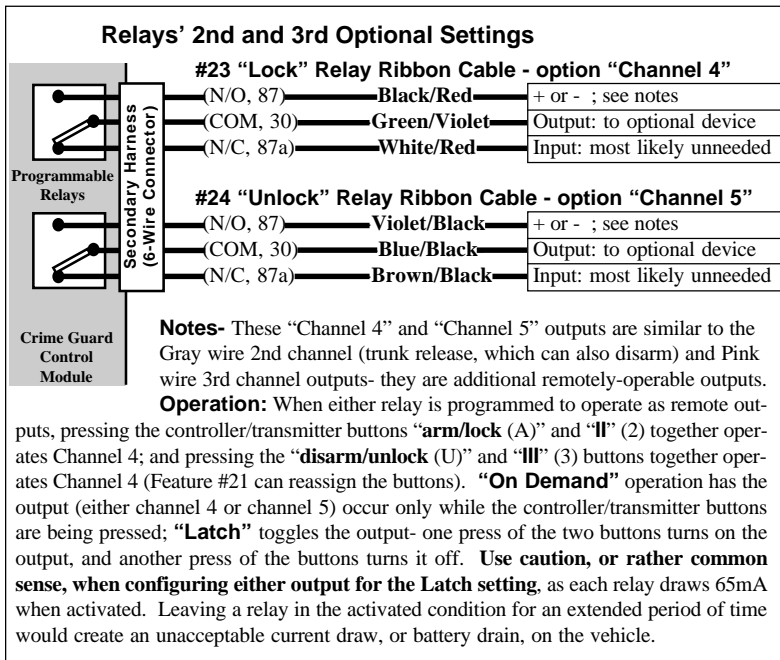 Relays' 2nd and 3rd Optional Settings
#23 “Lock” Relay Ribbon Cable - option “Channel 4”
(N/O, 87) Black/Red + or - ; see notes
(COM, 30) Green/Violet Output: to optional device
(N/C, 87a) White/Red Input: most likely unneeded
Programmable
Relays
Secondary Harness
(6-Wire Connector)
#24 “Unlock” Relay Ribbon Cable - option “Channel 5”
(N/O, 87) Violet/Black + or - ; see notes
(COM, 30) Blue/Black Output: to optional device
(N/C, 87a) Brown/Black Input: most likely unneeded
Crime Guard
Control
Module
Notes- These “Channel 4” and “Channel 5” outputs are similar to the
Gray wire 2nd channel (trunk release, which can also disarm) and Pink
wire 3rd channel outputs- they are additional remotely-operable outputs.
Operation: When either relay is programmed to operate as remote out-
puts, pressing the controller/transmitter buttons “arm/lock (A)” and “II” (2) together oper-
ates Channel 4; and pressing the “disarm/unlock (U)” and “III” (3) buttons together oper-
ates Channel 4 (Feature #21 can reassign the buttons). “On Demand” operation has the
output (either channel 4 or channel 5) occur only while the controller/transmitter buttons
are being pressed; “Latch” toggles the output- one press of the two buttons turns on the
output, and another press of the buttons turns it off. Use caution, or rather common
sense, when configuring either output for the Latch setting, as each relay draws 65mA
when activated. Leaving a relay in the activated condition for an extended period of time
would create an unacceptable current draw, or battery drain, on the vehicle.